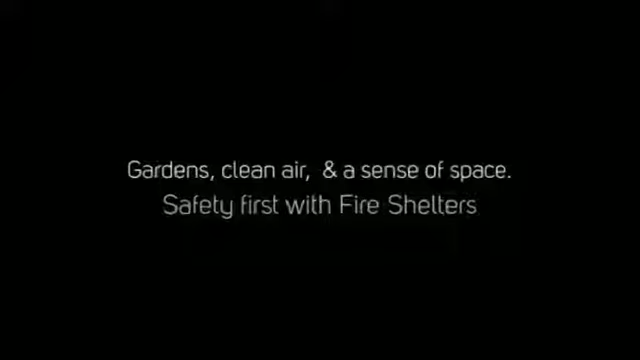 Gardens, clean air,  & a sense of space.
Safety first with Fire Shelters